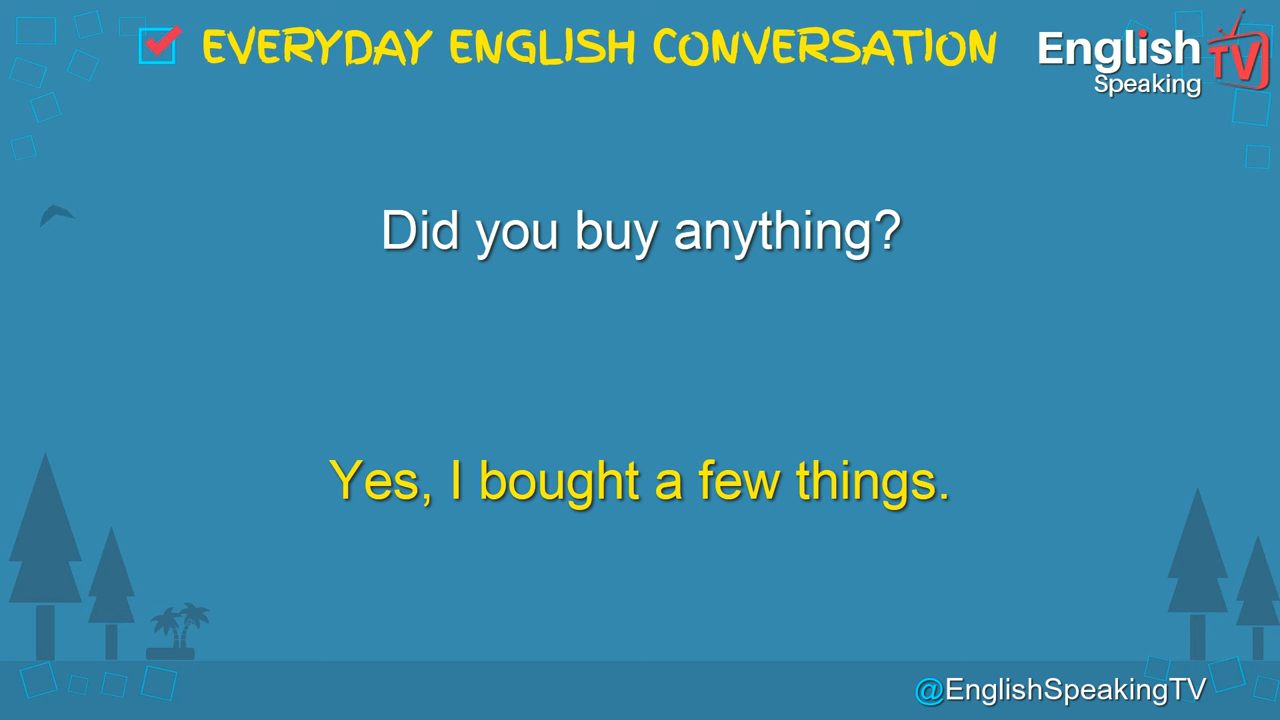 EVERYDAY ENGLISH CONVERSATION
English
Speaking
TV
Did you buy anything?
Yes, I bought a few things.
@EnglishSpeakingTV